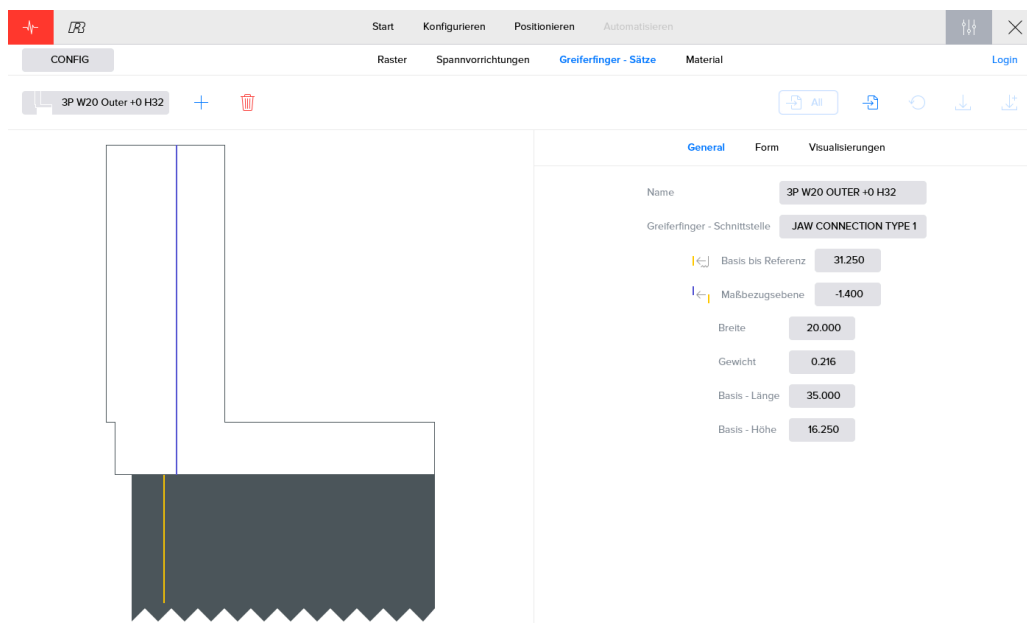 Start Konfigurieren Positionieren Automatisieren
CONFIG Raster Spannvorrichtungen Greiferfinger - Sätze Material Login
3P W20 Outer +0 H32 All
General Form Visualisierungen
Name 3P W20 OUTER +0 H32
Greiferfinger - Schnittstelle JAW CONNECTION TYPE 1
Basis bis Referenz 31.250
Maßbezugsebene -1.400
Breite 20.000
Gewicht 0.216
Basis - Länge 35.000
Basis - Höhe 16.250